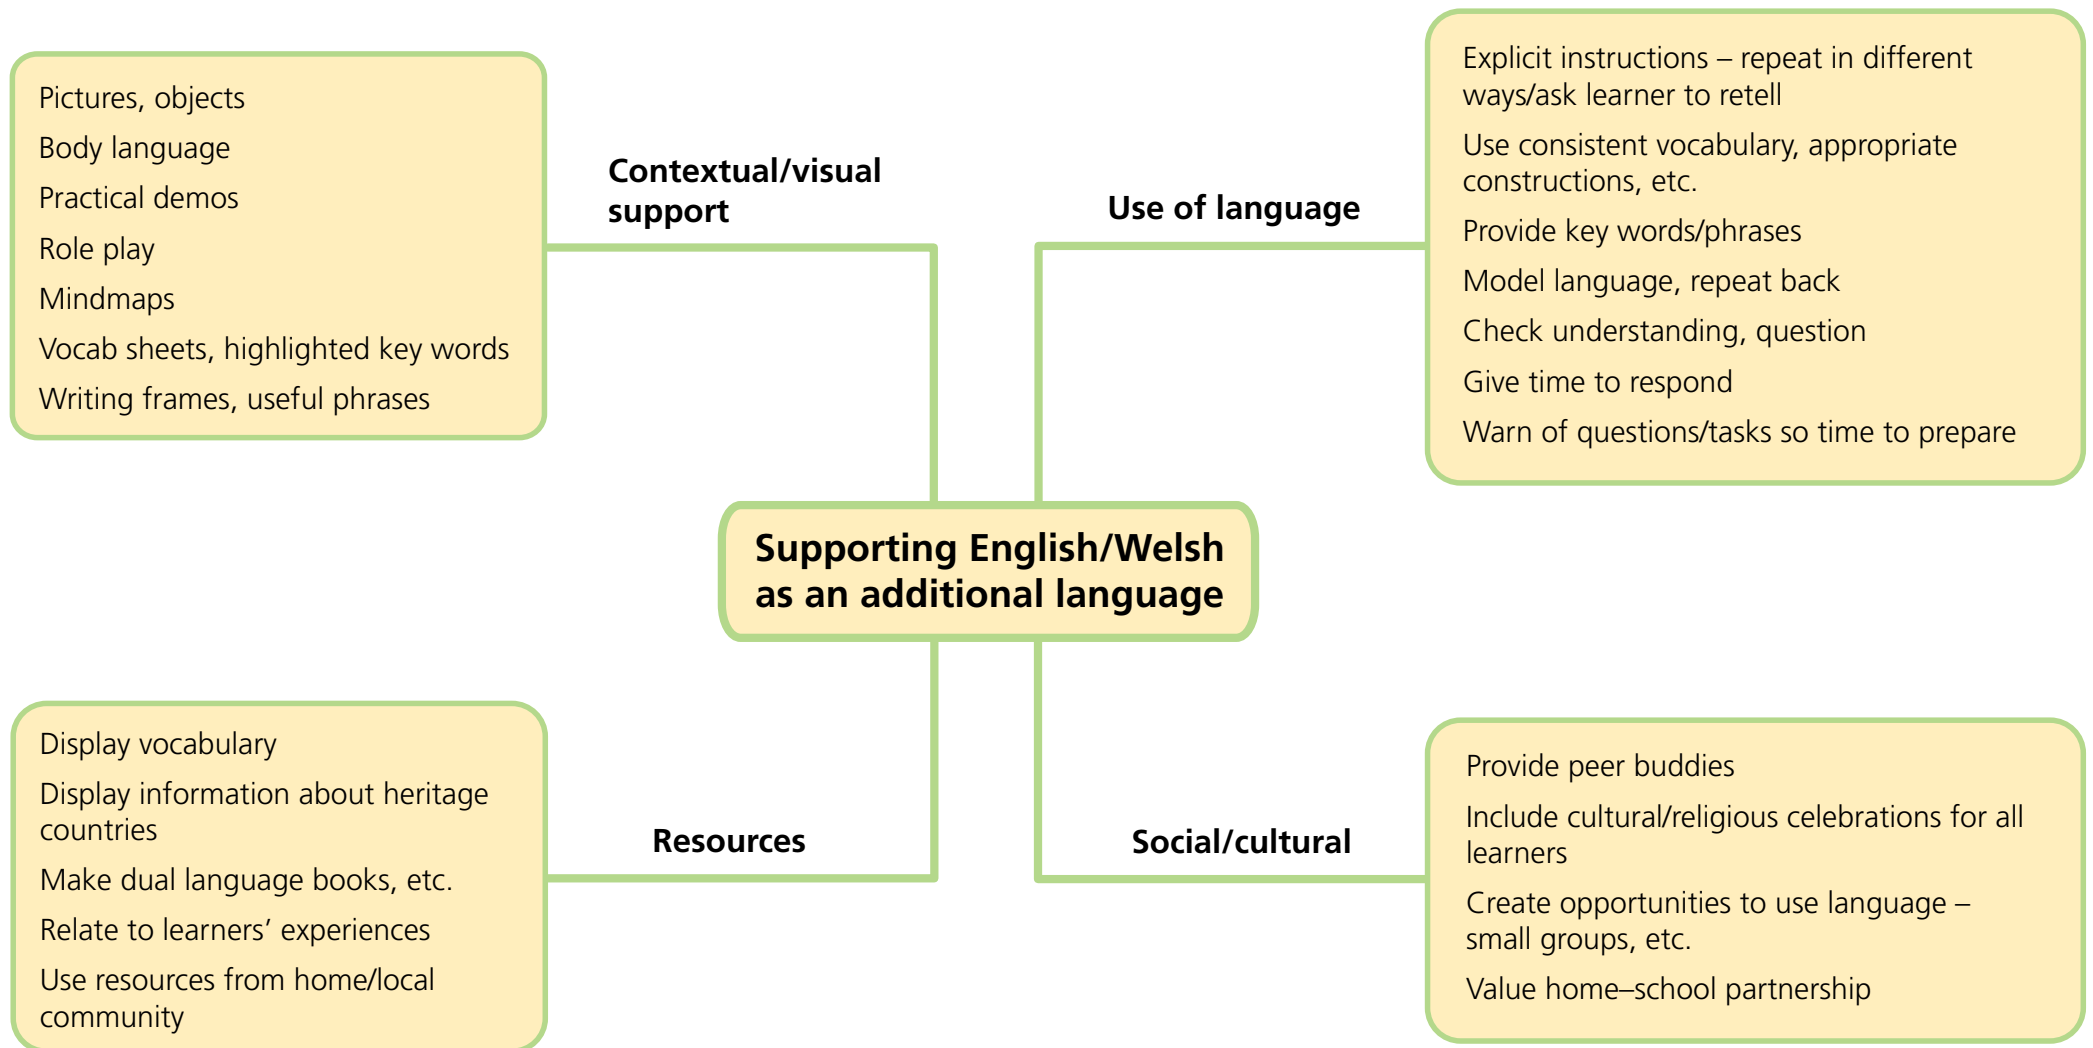 Pictures, objects
Body language
Practical demos
Role play
Mindmaps
Vocab sheets, highlighted key words
Writing frames, useful phrases
Contextual/visual
support
Use of language
Explicit instructions – repeat in different
ways/ask learner to retell
Use consistent vocabulary, appropriate
constructions, etc.
Provide key words/phrases
Model language, repeat back
Check understanding, question
Give time to respond
Warn of questions/tasks so time to prepare
Supporting English/Welsh
as an additional language
Display vocabulary
Display information about heritage
countries
Make dual language books, etc.
Relate to learners’ experiences
Use resources from home/local
community
Resources
Social/cultural
Provide peer buddies
Include cultural/religious celebrations for all
learners
Create opportunities to use language –
small groups, etc.
Value home–school partnership